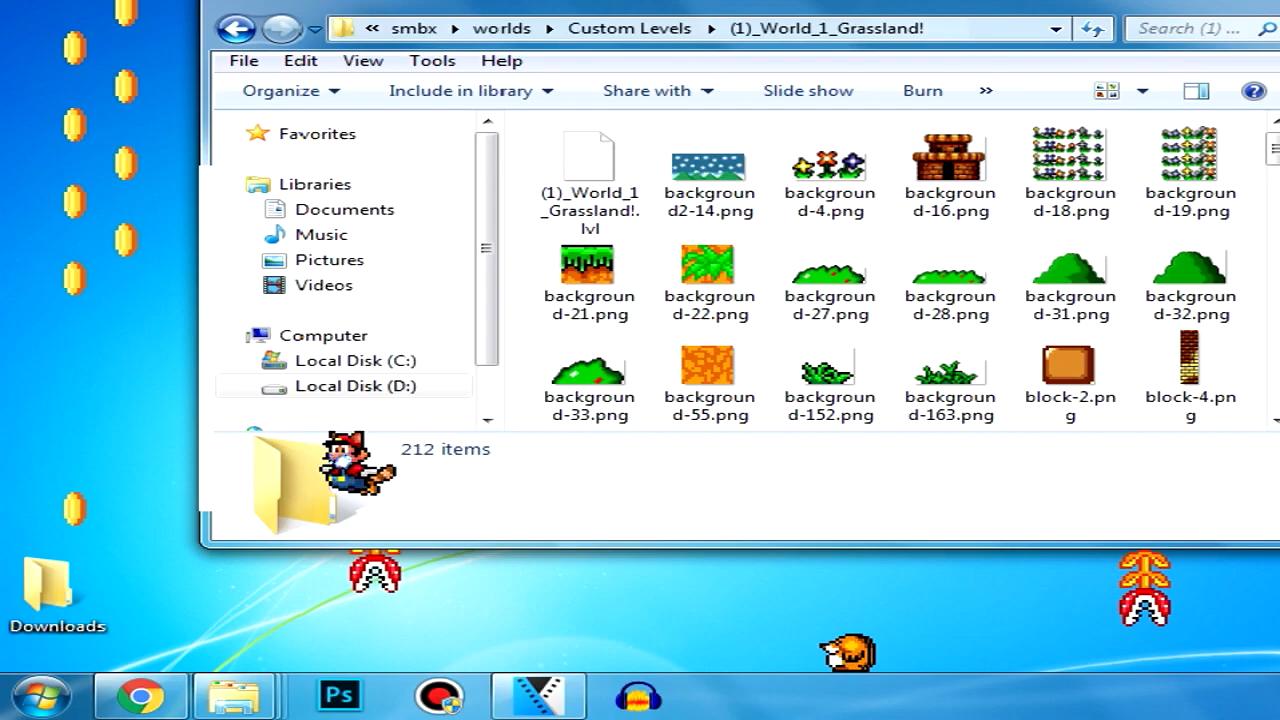 « smbx ▸ worlds ▸ Custom Levels ▸ (1)_World_1_Grassland!
Search (1) ...
File Edit View Tools Help
Organize Include in library Share with Slide show Burn »
Favorites
Libraries
Documents
Music
Pictures
Videos
Computer
Local Disk (C:)
Local Disk (D:)
(1)_World_1
_Grassland!.
lvl
backgroun
d2-14.png
backgroun
d-4.png
backgroun
d-16.png
backgroun
d-18.png
backgroun
d-19.png
backgroun
d-21.png
backgroun
d-22.png
backgroun
d-27.png
backgroun
d-28.png
backgroun
d-31.png
backgroun
d-32.png
backgroun
d-33.png
backgroun
d-55.png
backgroun
d-152.png
backgroun
d-163.png
block-2.pn
g
block-4.pn
g
212 items
Downloads
Ps